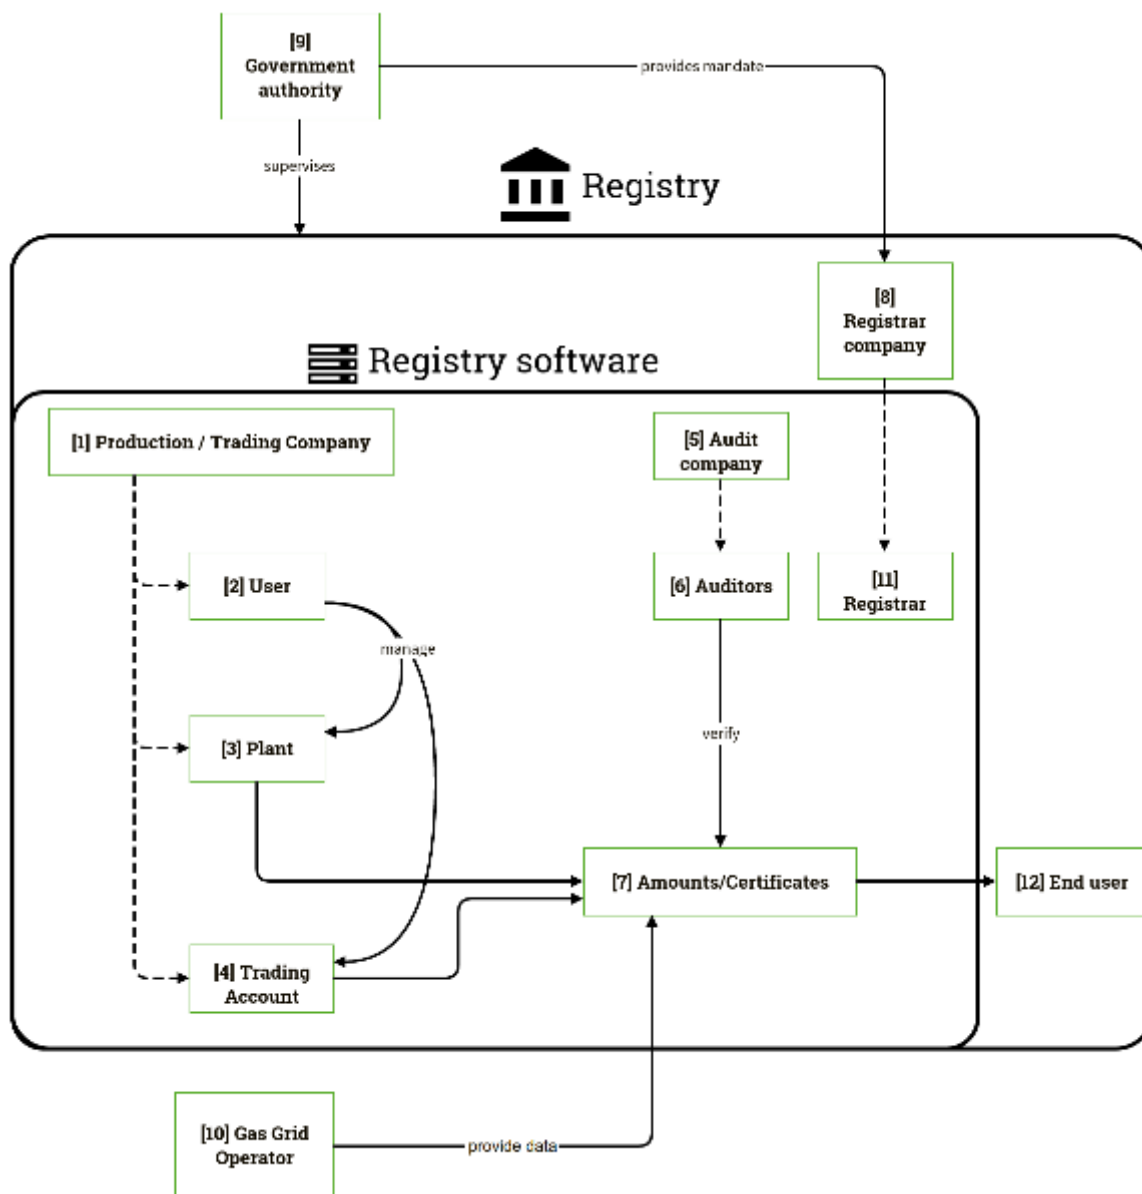 [9]
Government
authority
provides mandate
supervises
Registry
[8]
Registrar
company
Registry software
[1] Production / Trading Company
[5] Audit
company
[2] User
[6] Auditors
[11]
Registrar
manage
[3] Plant
verify
[7] Amounts/Certificates
[12] End user
[4] Trading
Account
[10] Gas Grid
Operator
provide data